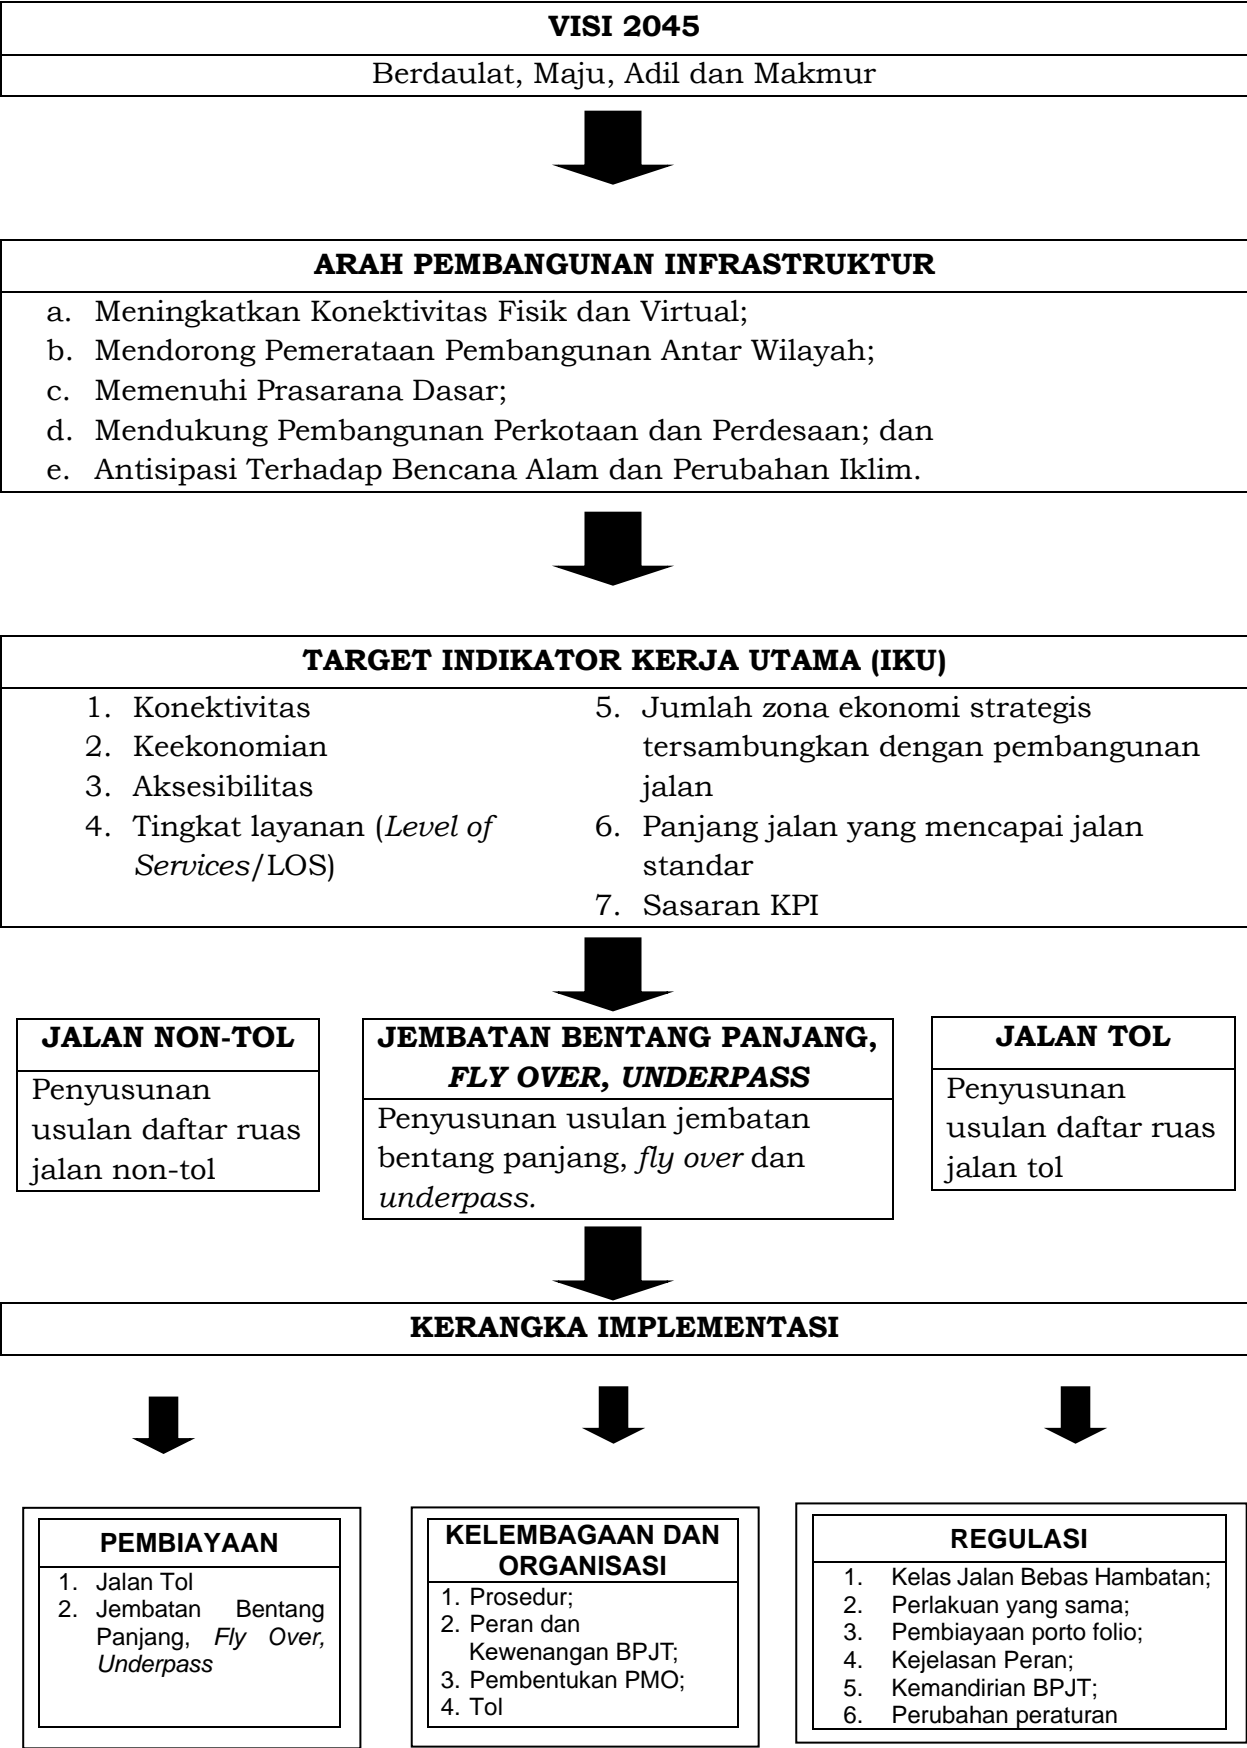 VISI 2045
Berdaulat, Maju, Adil dan Makmur
ARAH PEMBANGUNAN INFRASTRUKTUR
a. Meningkatkan Konektivitas Fisik dan Virtual;
b. Mendorong Pemerataan Pembangunan Antar Wilayah;
c. Memenuhi Prasarana Dasar;
d. Mendukung Pembangunan Perkotaan dan Perdesaan; dan
e. Antisipasi Terhadap Bencana Alam dan Perubahan Iklim.
TARGET INDIKATOR KERJA UTAMA (IKU)
1. Konektivitas
2. Keekonomian
3. Aksesibilitas
4. Tingkat layanan (Level of
Services/LOS)
5. Jumlah zona ekonomi strategis
tersambungkan dengan pembangunan
jalan
6. Panjang jalan yang mencapai jalan
standar
7. Sasaran KPI
JALAN NON-TOL
Penyusunan
usulan daftar ruas
jalan non-tol
JEMBATAN BENTANG PANJANG,
FLY OVER, UNDERPASS
Penyusunan usulan jembatan
bentang panjang, fly over dan
underpass.
JALAN TOL
Penyusunan
usulan daftar ruas
jalan tol
KERANGKA IMPLEMENTASI
PEMBIAYAAN
1. Jalan Tol
2. Jembatan Bentang
Panjang, Fly Over,
Underpass
KELEMBAGAAN DAN
ORGANISASI
1. Prosedur;
2. Peran dan
Kewenangan BPJT;
3. Pembentukan PMO;
4. Tol
REGULASI
1. Kelas Jalan Bebas Hambatan;
2. Perlakuan yang sama;
3. Pembiayaan porto folio;
4. Kejelasan Peran;
5. Kemandirian BPJT;
6. Perubahan peraturan